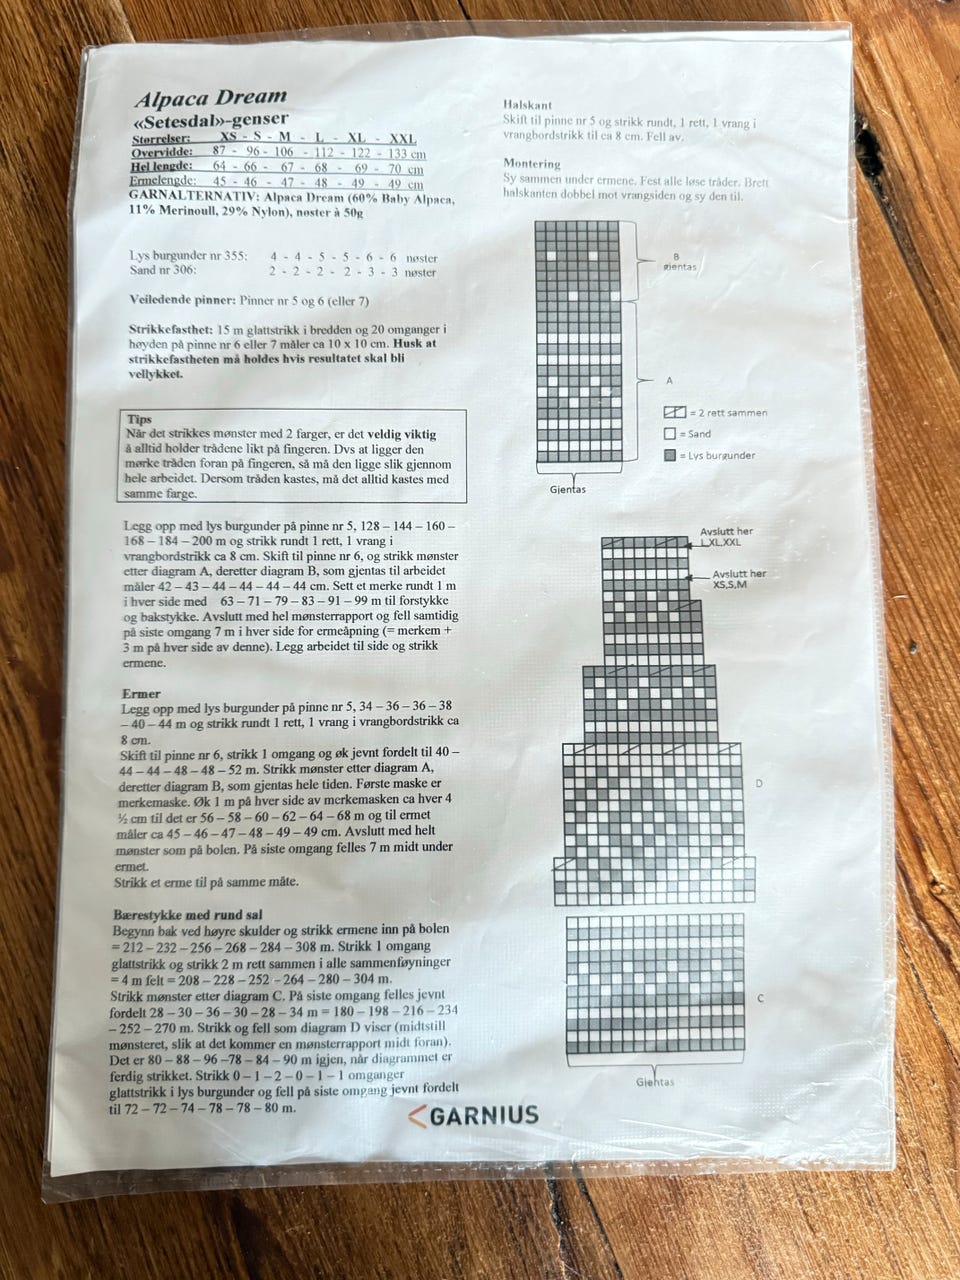 Alpaca Dream
«Setesdal»-genser
Størrelser: XS - S - M - L - XL - XXL
Overvidde: 87 - 96 - 106 - 112 - 122 - 133 cm
Hel lengde: 64 - 66 - 67 - 68 - 69 - 70 cm
Ermelengde: 45 - 46 - 47 - 48 - 49 - 49 cm
GARNALTERNATIV: Alpaca Dream (60% Baby Alpaca,
11% Merinoull, 29% Nylon), nøster à 50g
Lys burgunder nr 355: 4 - 4 - 5 - 5 - 6 - 6 nøster
Sand nr 306: 2 - 2 - 2 - 2 - 3 - 3 nøster
Veiledende pinner: Pinner nr 5 og 6 (eller 7)
Strikkefasthet: 15 m glattstrikk i bredden og 20 omganger i
høyden på pinne nr 6 eller 7 måler ca 10 x 10 cm. Husk at
strikkefastheten må holdes hvis resultatet skal bli
vellykket.
Tips
Når det strikkes mønster med 2 farger, er det veldig viktig
å alltid holder trådene likt på fingeren. Dvs at ligger den
mørke tråden foran på fingeren, så må den ligge slik gjennom
hele arbeidet. Dersom tråden kastes, må det alltid kastes med
samme farge.
Legg opp med lys burgunder på pinne nr 5, 128 – 144 – 160 –
168 – 184 – 200 m og strikk rundt 1 rett, 1 vrang i
vrangbordstrikk ca 8 cm. Skift til pinne nr 6, og strikk mønster
etter diagram A, deretter diagram B, som gjentas til arbeidet
måler 42 – 43 – 44 – 44 – 44 – 44 cm. Sett et merke rundt 1 m
i hver side med 63 – 71 – 79 – 83 – 91 – 99 m til forstykke
og bakstykke. Avslutt med hel mønsterrapport og fell samtidig
på siste omgang 7 m i hver side for ermeåpning (= merkem +
3 m på hver side av denne). Legg arbeidet til side og strikk
ermene.
Ermer
Legg opp med lys burgunder på pinne nr 5, 34 – 36 – 36 – 38
– 40 – 44 m og strikk rundt 1 rett, 1 vrang i vrangbordstrikk ca
8 cm.
Skift til pinne nr 6, strikk 1 omgang og øk jevnt fordelt til 40 –
44 – 44 – 48 – 48 – 52 m. Strikk mønster etter diagram A,
deretter diagram B, som gjentas hele tiden. Første maske er
merkemaske. Øk 1 m på hver side av merkemasken ca hver 4
½ cm til det er 56 – 58 – 60 – 62 – 64 – 68 m og til ermet
måler ca 45 – 46 – 47 – 48 – 49 – 49 cm. Avslutt med helt
mønster som på bolen. På siste omgang felles 7 m midt under
ermet.
Strikk et erme til på samme måte.
Bærestykke med rund sal
Begynn bak ved høyre skulder og strikk ermene inn på bolen
= 212 – 232 – 256 – 268 – 284 – 308 m. Strikk 1 omgang
glattstrikk og strikk 2 m rett sammen i alle sammenføyninger
= 4 m felt = 208 – 228 – 252 – 264 – 280 – 304 m.
Strikk mønster etter diagram C. På siste omgang felles jevnt
fordelt 28 – 30 – 36 – 30 – 28 – 34 m = 180 – 198 – 216 – 234
– 252 – 270 m. Strikk og fell som diagram D viser (midtstill
mønsteret, slik at det kommer en mønsterrapport midt foran).
Det er 80 – 88 – 96 –78 – 84 – 90 m igjen, når diagrammet er
ferdig strikket. Strikk 0 – 1 – 2 – 0 – 1 – 1 omganger
glattstrikk i lys burgunder og fell på siste omgang jevnt fordelt
til 72 – 72 – 74 – 78 – 78 – 80 m.
Halskant
Skift til pinne nr 5 og strikk rundt, 1 rett, 1 vrang i
vrangbordstrikk til ca 8 cm. Fell av.
Montering
Sy sammen under ermene. Fest alle løse tråder. Brett
halskanten dobbel mot vrangsiden og sy den til.
B
gjentas
A
= 2 rett sammen
= Sand
= Lys burgunder
Gjentas
Avslutt her
L,XL,XXL
Avslutt her
XS,S,M
D
C
Gjentas
GARNIUS